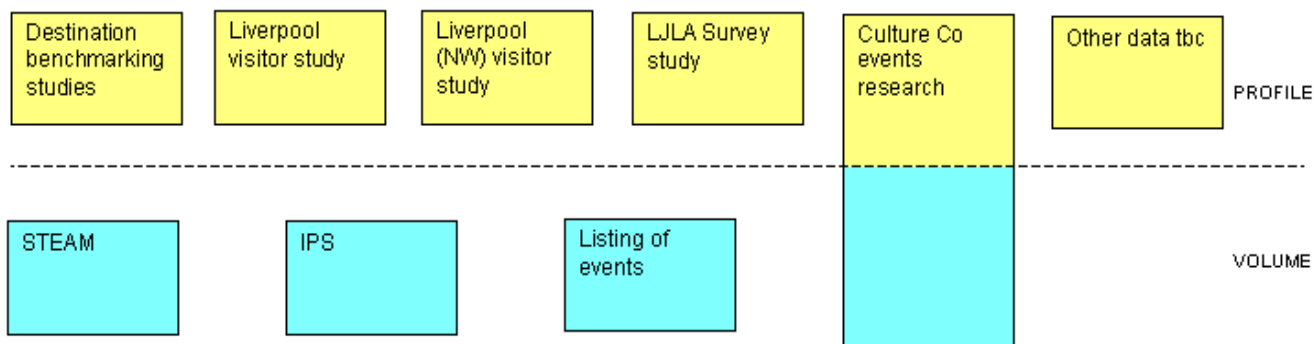 Destination
benchmarking
studies
Liverpool
visitor study
Liverpool
(NW) visitor
study
LJLA Survey
study
Culture Co
events
research
Other data tbc
PROFILE
STEAM
IPS
Listing of
events
VOLUME